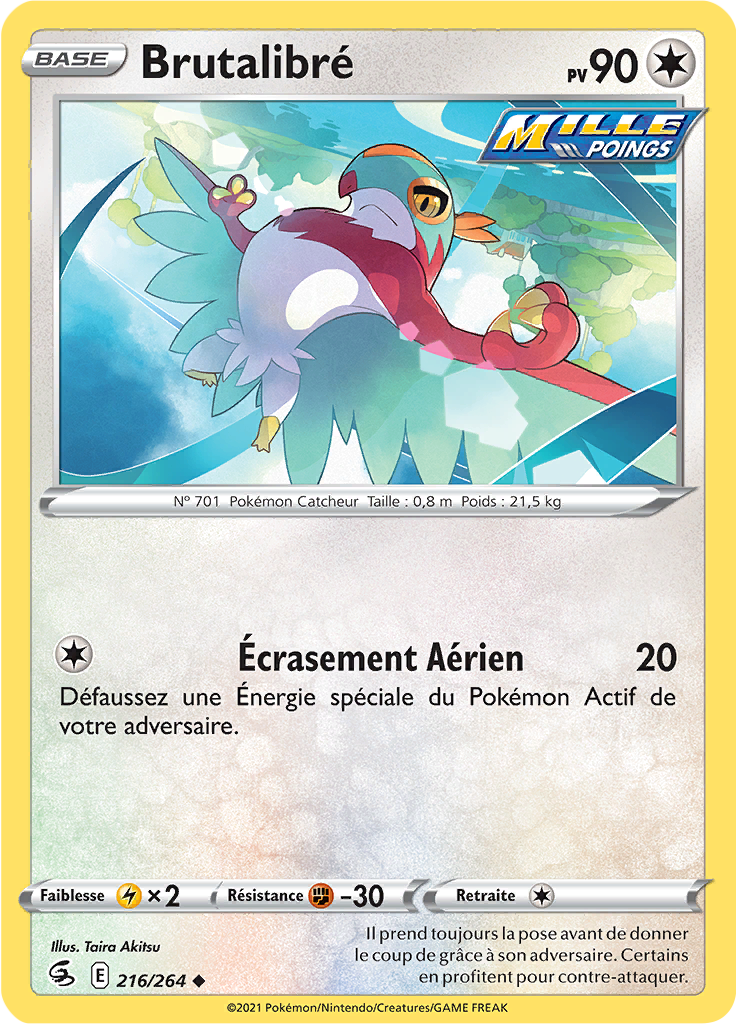 BASE
Brutalibré
PV 90
MILLE
POINGS
Nº 701 Pokémon Catcheur Taille : 0,8 m Poids : 21,5 kg
Écrasement Aérien 20
Défaussez une Énergie spéciale du Pokémon Actif de
votre adversaire.
Faiblesse ×2 Résistance -30 Retraite
Illus. Taira Akitsu
E 216/264
Il prend toujours la pose avant de donner
le coup de grâce à son adversaire. Certains
en profitent pour contre-attaquer.
©2021 Pokémon/Nintendo/Creatures/GAME FREAK